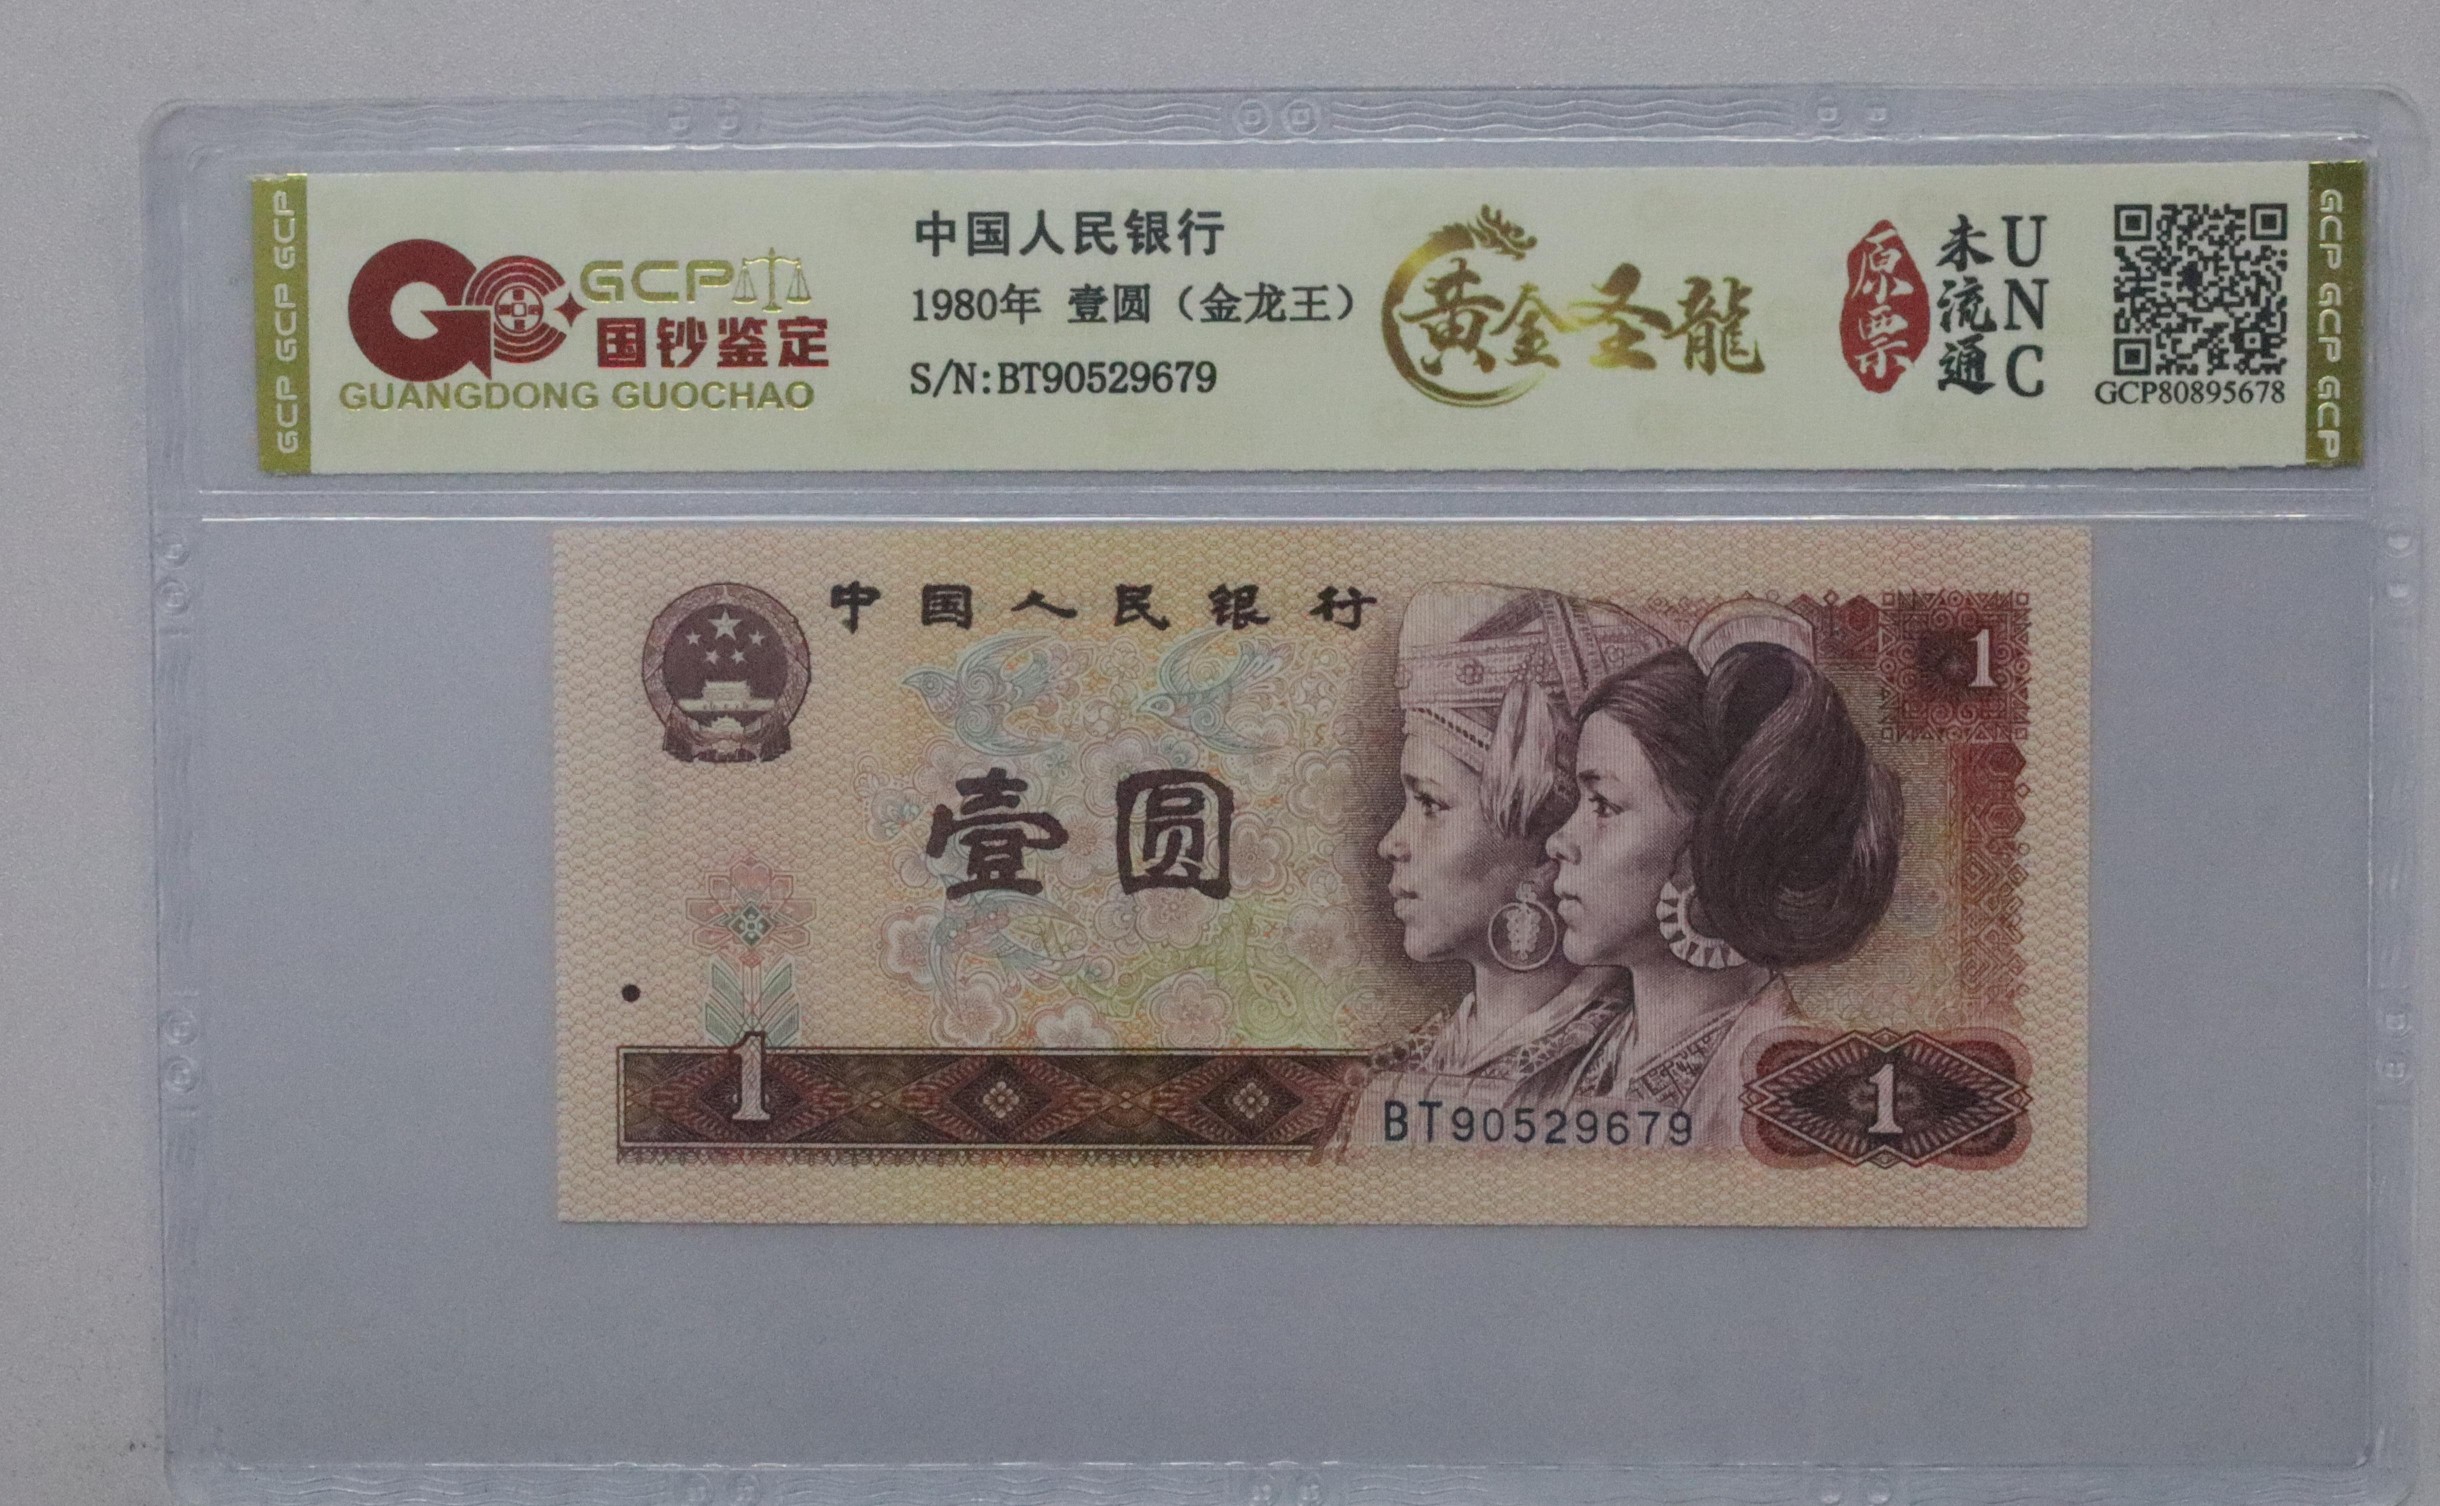 GCP GCP GCP
GCP
国钞鉴定
GUANGDONG GUOCHAO
中国人民银行
1980年 壹圆（金龙王）
S/N:BT90529679
黄金圣龍
原票
未流通
UNC
GCP80895678
GCP GCP GCP
中国人民银行
1
壹圆
1
BT90529679
1